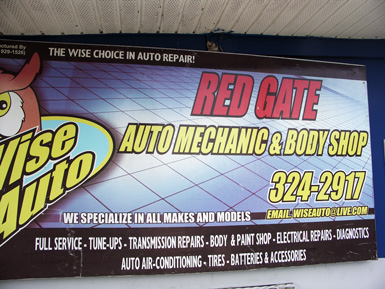 THE WISE CHOICE IN AUTO REPAIR!
RED GATE
AUTO MECHANIC & BODY SHOP
Wise
Auto
324-2917
EMAIL: WISEAUTO@LIVE.COM
WE SPECIALIZE IN ALL MAKES AND MODELS
FULL SERVICE - TUNE-UPS - TRANSMISSION REPAIRS - BODY & PAINT SHOP - ELECTRICAL REPAIRS - DIAGNOSTICS
AUTO AIR-CONDITIONING - TIRES - BATTERIES & ACCESSORIES